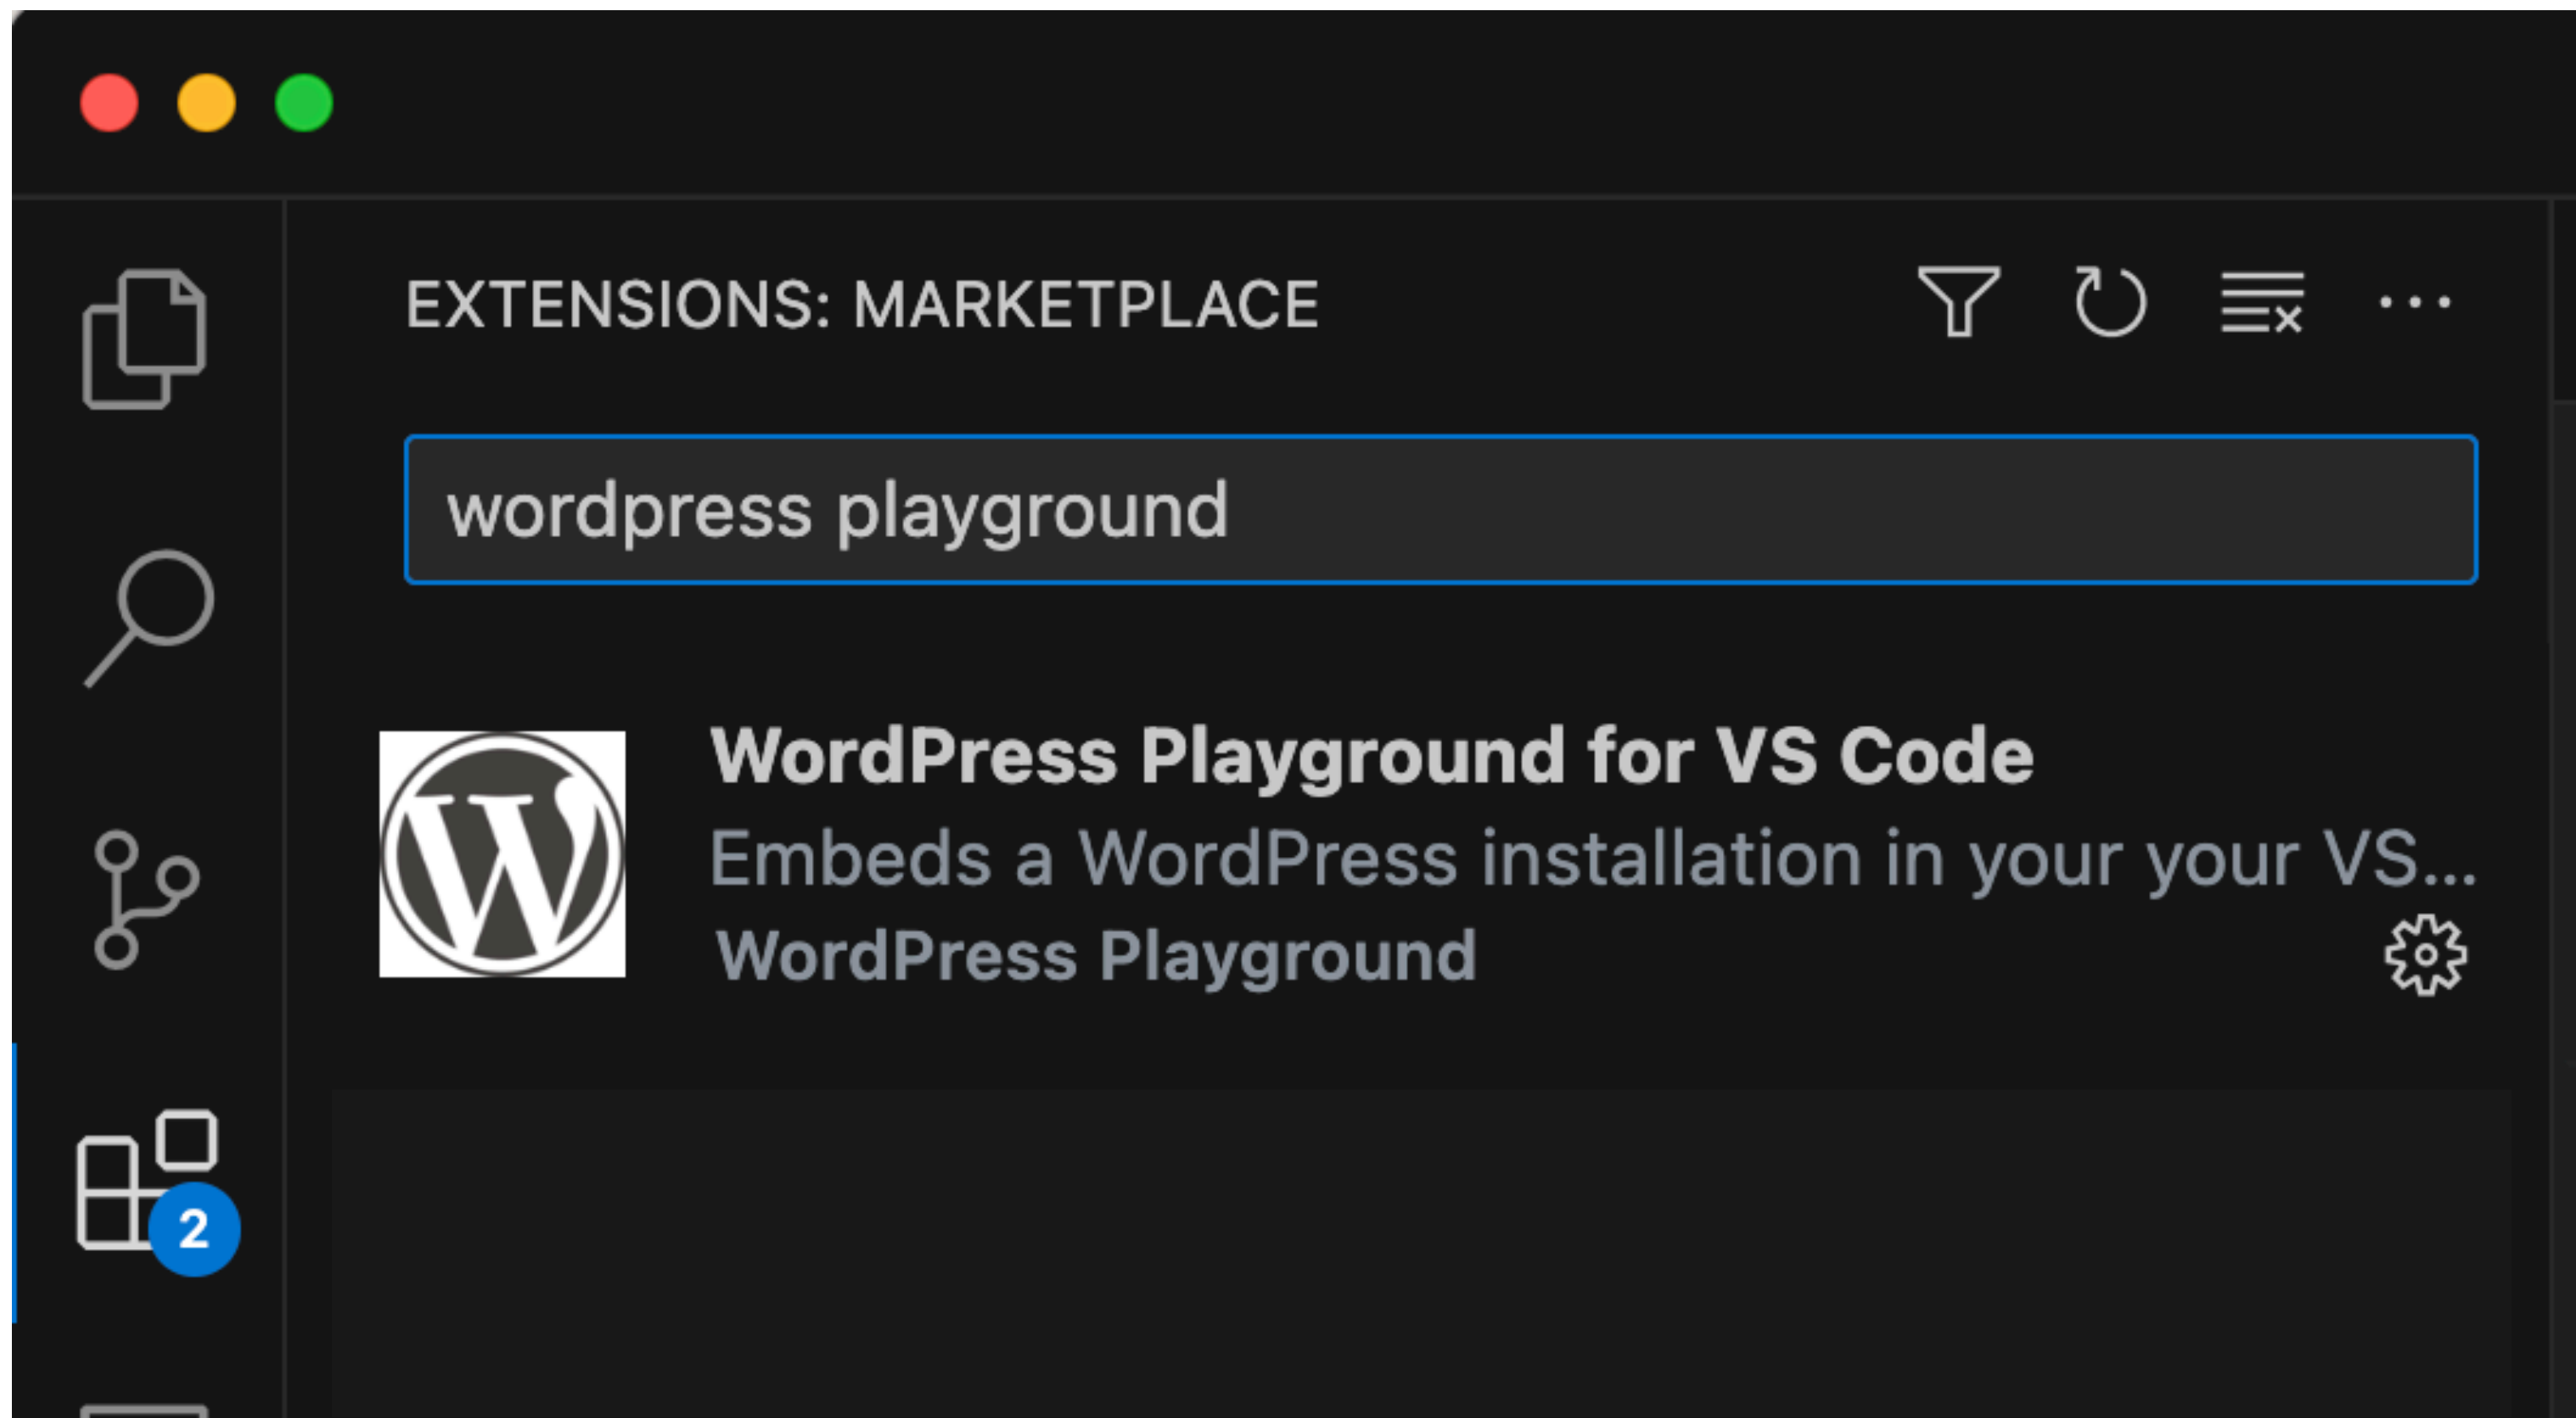 EXTENSIONS: MARKETPLACE
wordpress playground
WordPress Playground for VS Code
Embeds a WordPress installation in your your VS...
WordPress Playground
2